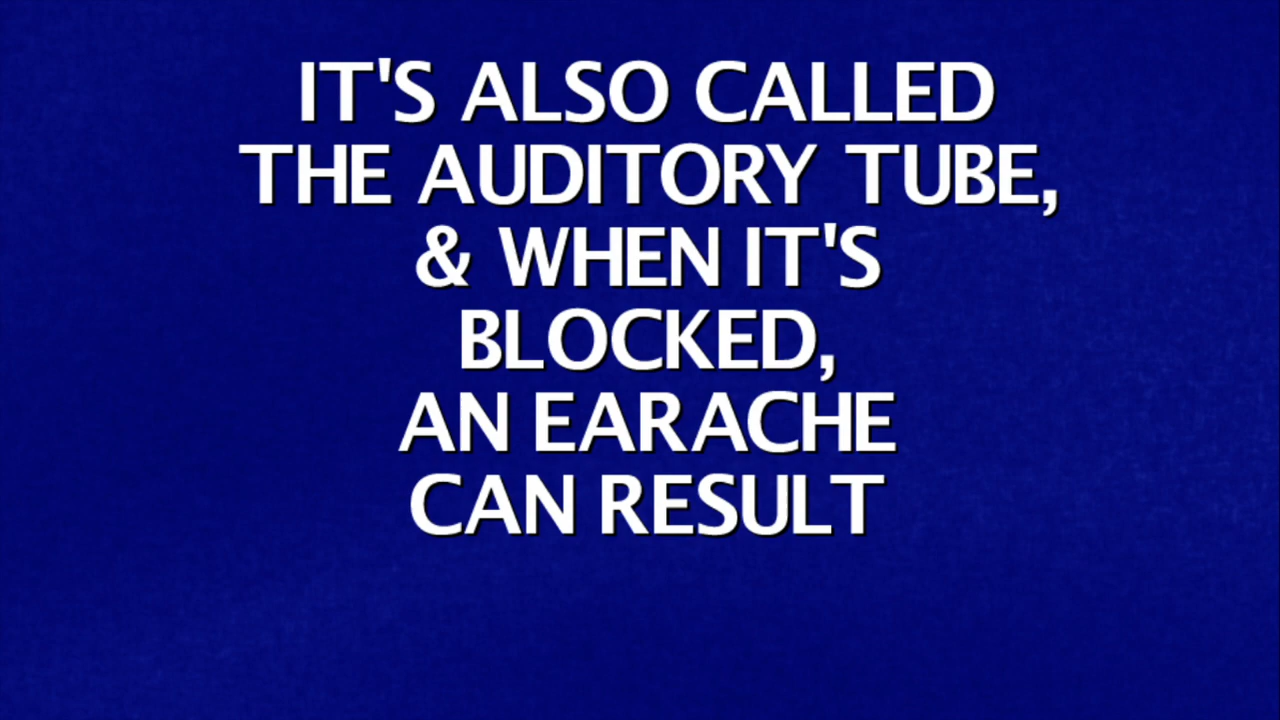 IT'S ALSO CALLED
THE AUDITORY TUBE,
& WHEN IT'S
BLOCKED,
AN EARACHE
CAN RESULT